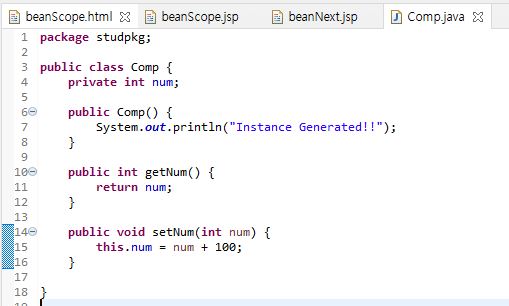 beanScope.html beanScope.jsp beanNext.jsp Comp.java
1 package studpkg;
2
3 public class Comp {
4 private int num;
5
6 public Comp() {
7 System.out.println("Instance Generated!!");
8 }
9
10 public int getNum() {
11 return num;
12 }
13
14 public void setNum(int num) {
15 this.num = num + 100;
16 }
17
18 }
19